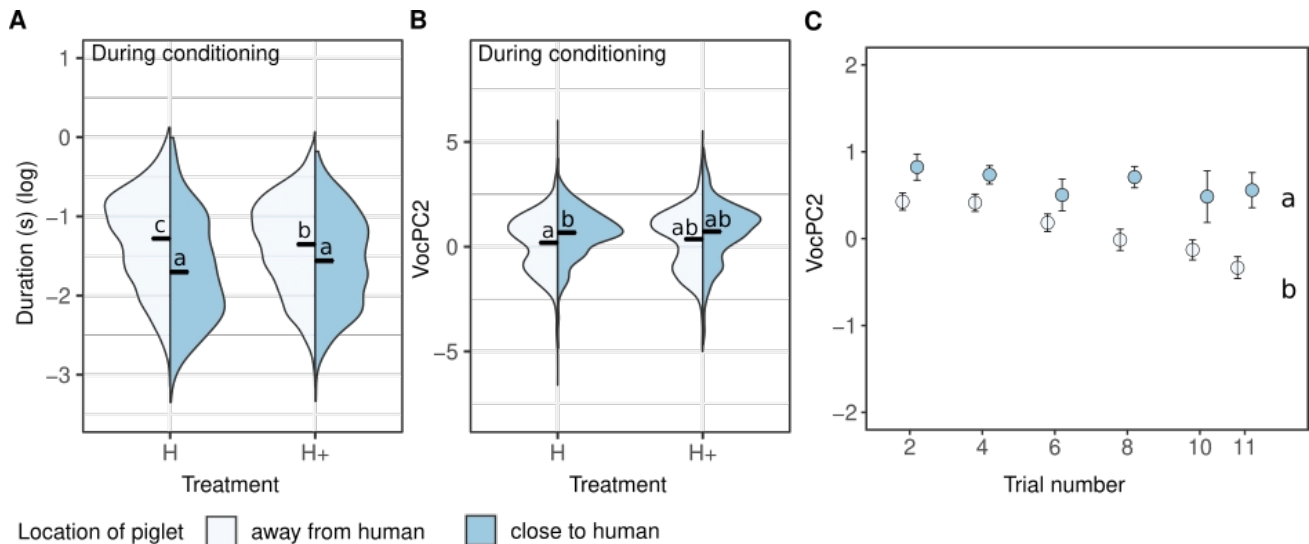 A
During conditioning
Duration (s) (log)
1
0
−1
−2
−3
c
a
b
a
H
H+
Treatment
B
During conditioning
VocPC2
5
0
−5
a
b
ab
ab
H
H+
Treatment
C
VocPC2
2
1
0
−1
−2
a
b
2
4
6
8
10
11
Trial number
Location of piglet
away from human
close to human